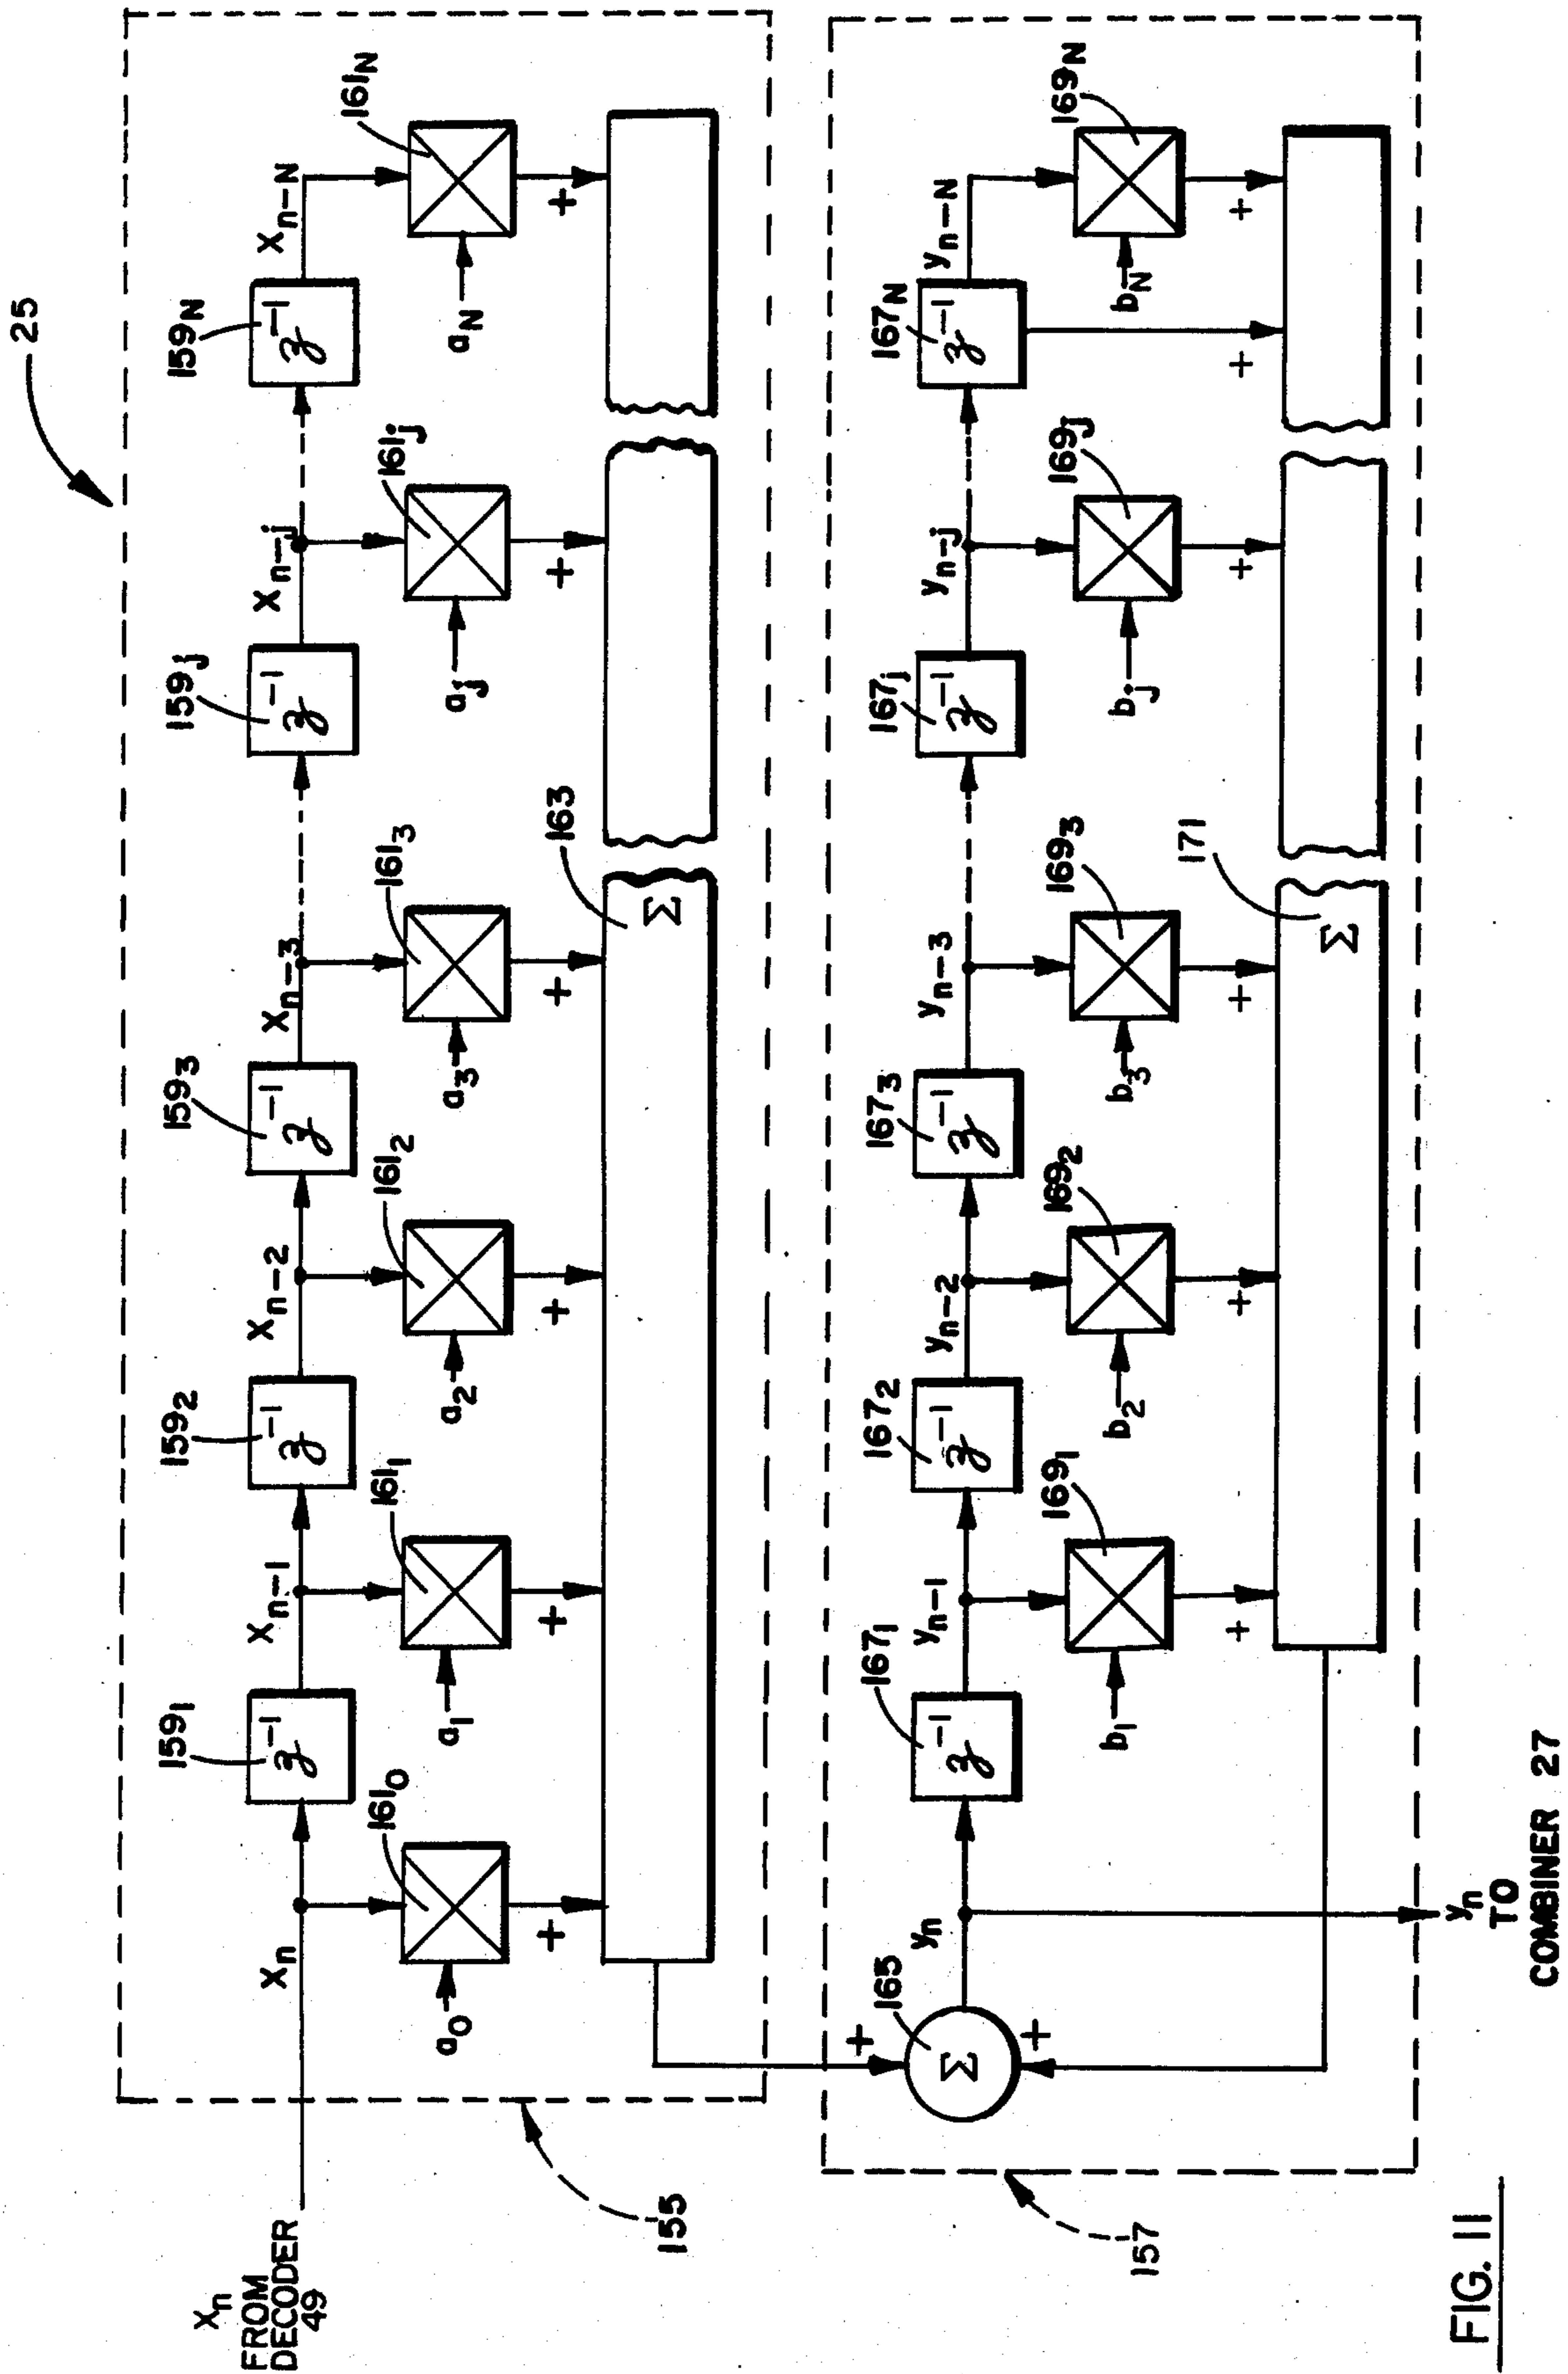 25
159₁
159₂
159₃
159ⱼ
159N
z⁻¹
z⁻¹
z⁻¹
z⁻¹
z⁻¹
Xn
FROM
DECODER
49
Xn
Xn−1
Xn−2
Xn−3
Xn−j
Xn−N
161₀
161₁
161₂
161₃
161ⱼ
161N
a₀
a₁
a₂
a₃
aⱼ
aN
+
+
+
+
+
+
163
Σ
155
167₁
167₂
167₃
167ⱼ
167N
z⁻¹
z⁻¹
z⁻¹
z⁻¹
z⁻¹
+
165
Σ
+
yn
yn−1
yn−2
yn−3
yn−j
yn−N
169₁
169₂
169₃
169ⱼ
169N
b₁
b₂
b₃
bⱼ
bN
+
+
+
+
+
+
171
Σ
157
yn
TO
COMBINER 27
FIG. 11